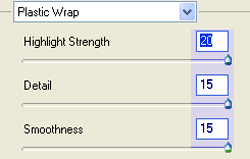 Plastic Wrap
Highlight Strength 20
Detail 15
Smoothness 15